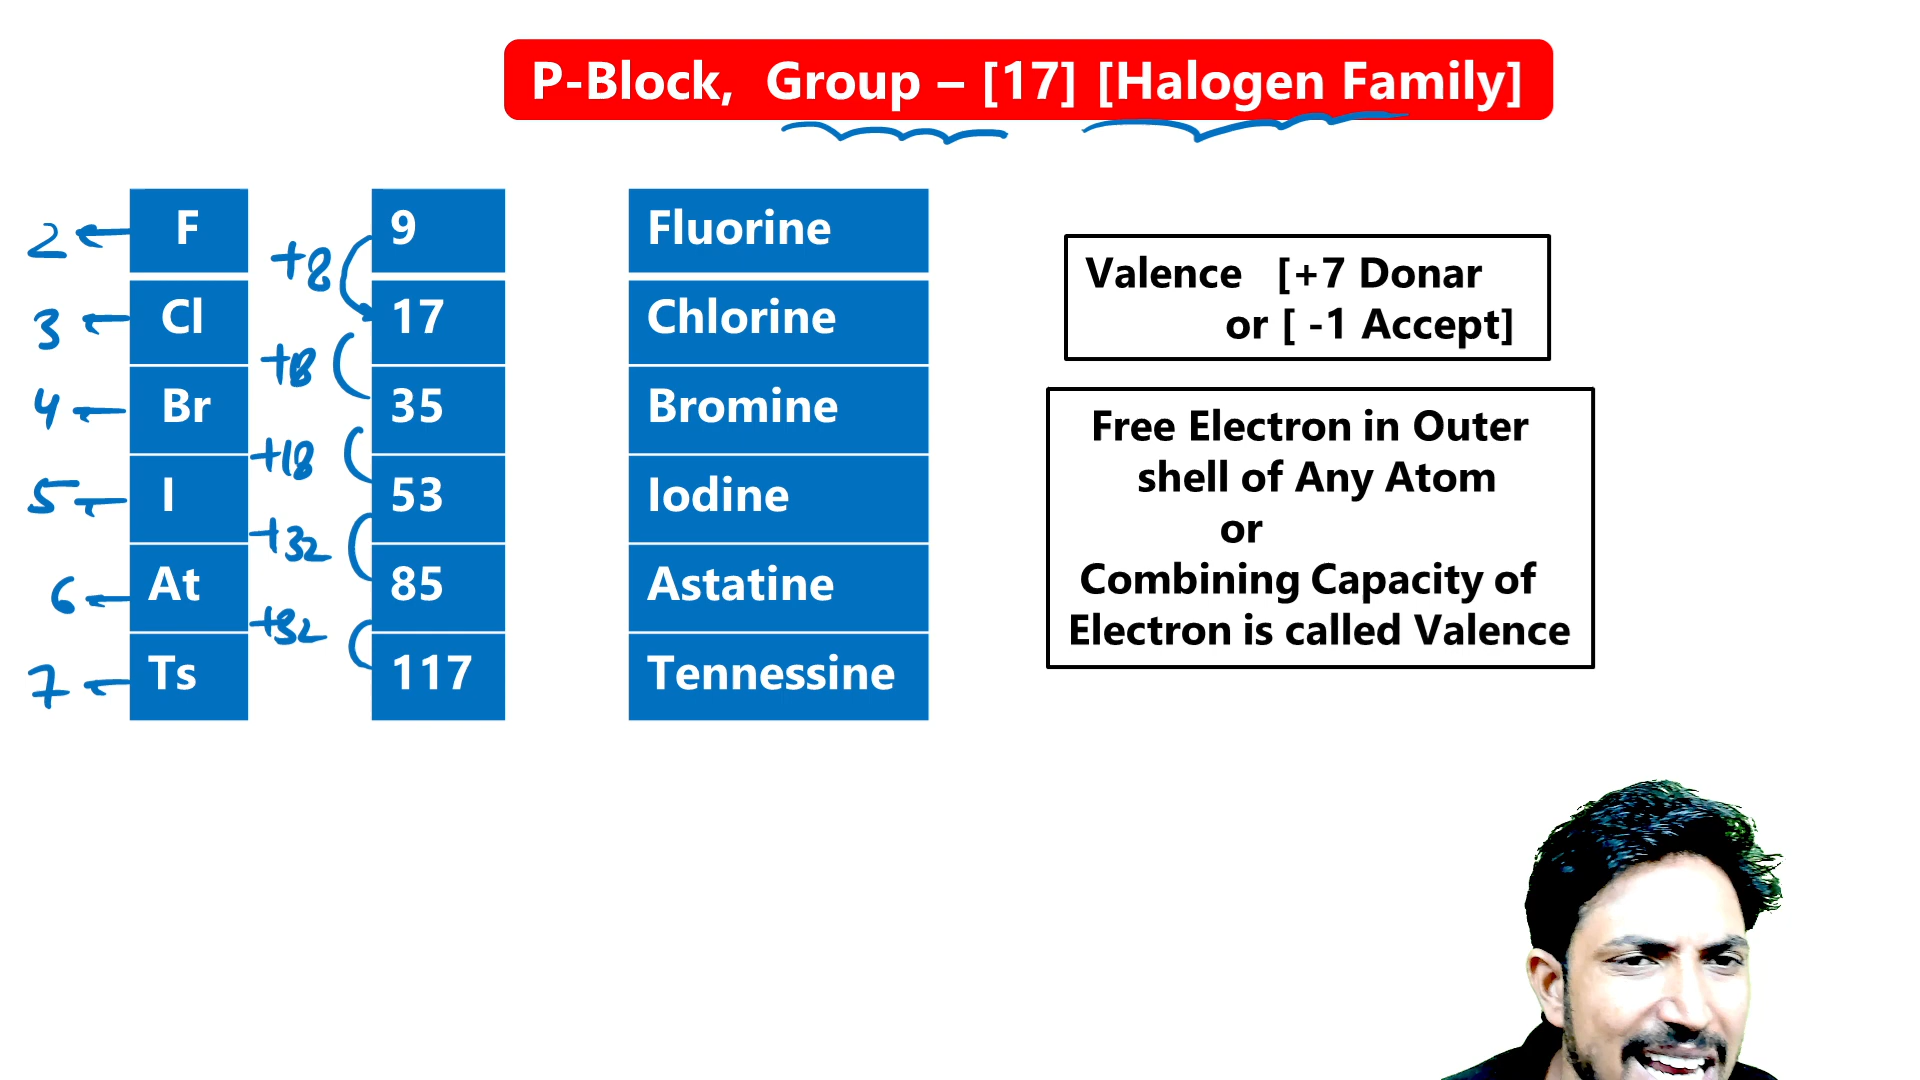 P-Block, Group – [17] [Halogen Family]
2 F 9 Fluorine
+8
3 Cl 17 Chlorine
+18
4 Br 35 Bromine
+18
5 I 53 Iodine
+32
6 At 85 Astatine
+32
7 Ts 117 Tennessine
Valence [+7 Donar
or [ -1 Accept]
Free Electron in Outer
shell of Any Atom
or
Combining Capacity of
Electron is called Valence